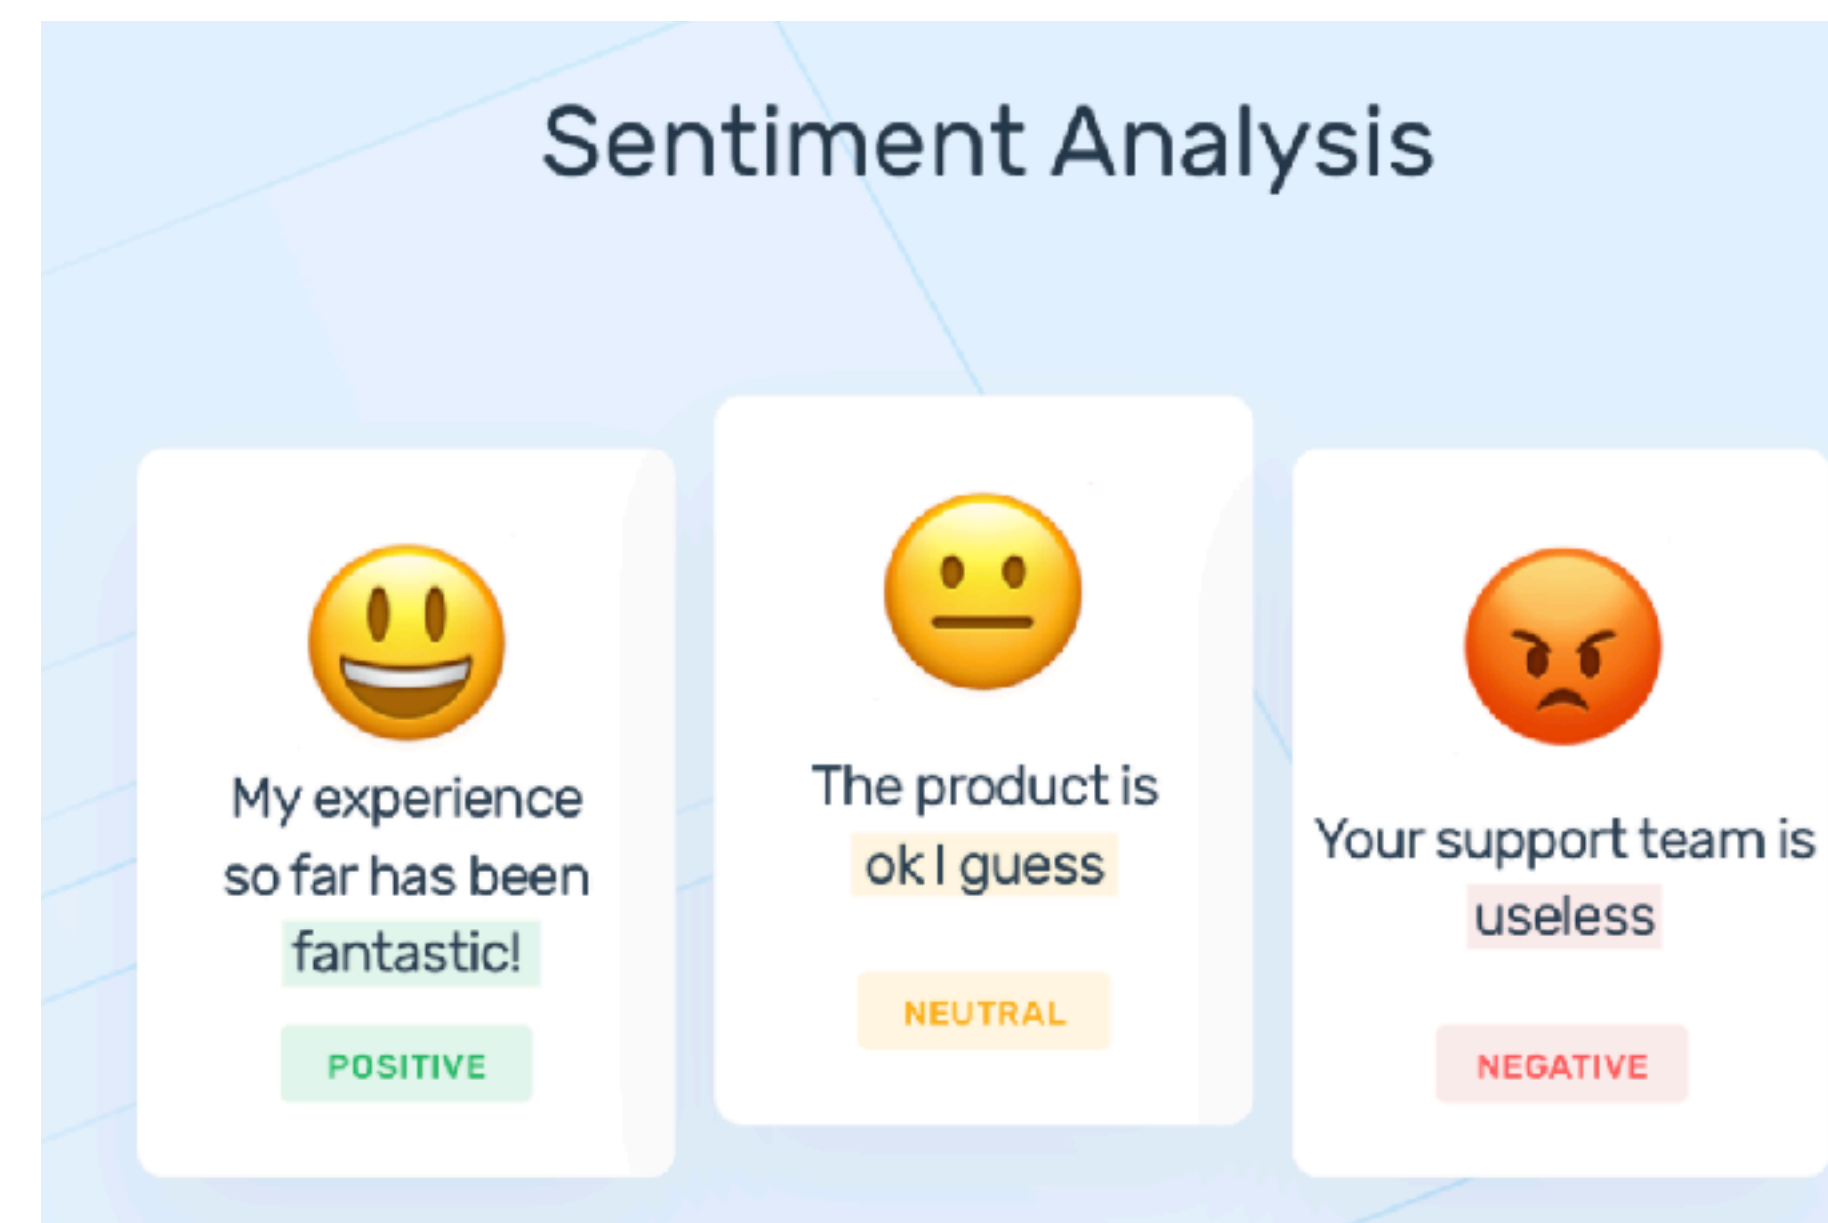 Sentiment Analysis
My experience
so far has been
fantastic!
POSITIVE
The product is
ok I guess
NEUTRAL
Your support team is
useless
NEGATIVE